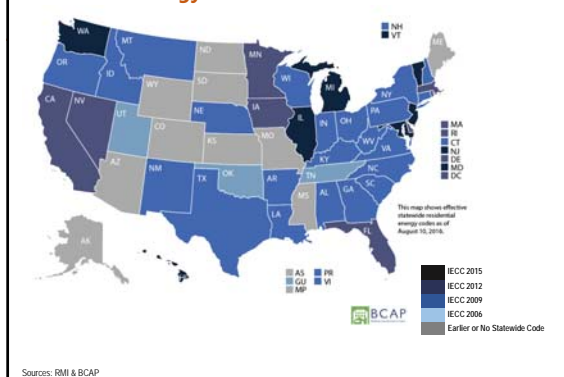 WA
MT
ND
MN
ME
NH
VT
OR
ID
SD
WI
MI
NY
WY
CA
NV
UT
CO
NE
IA
IL
IN
OH
PA
MA
RI
CT
NJ
DE
MD
DC
KS
MO
KY
WV
VA
AZ
NM
TX
OK
AR
TN
NC
SC
MS
AL
GA
LA
FL
AK
This map shows effective
statewide residential
energy codes as of
August 10, 2016.
AS
GU
MP
PR
VI
BCAP
IECC 2015
IECC 2012
IECC 2009
IECC 2006
Earlier or No Statewide Code
Sources: RMI & BCAP